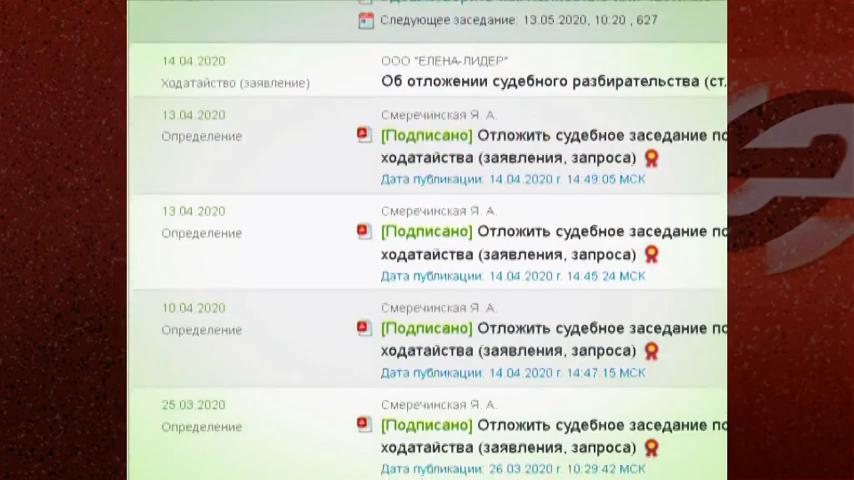 Следующее заседание: 13.05.2020, 10:20 , 627
14.04.2020
ООО "ЕЛЕНА-ЛИДЕР"
Ходатайство (заявление)
Об отложении судебного разбирательства (ст.
13.04.2020
Смеречинская Я. А.
Определение
[Подписано] Отложить судебное заседание по
ходатайства (заявления, запроса)
Дата публикации: 14.04.2020 г. 14:49:05 МСК
13.04.2020
Смеречинская Я. А.
Определение
[Подписано] Отложить судебное заседание по
ходатайства (заявления, запроса)
Дата публикации: 14.04.2020 г. 14:45:24 МСК
10.04.2020
Смеречинская Я. А.
Определение
[Подписано] Отложить судебное заседание по
ходатайства (заявления, запроса)
Дата публикации: 14.04.2020 г. 14:47:15 МСК
25.03.2020
Смеречинская Я. А.
Определение
[Подписано] Отложить судебное заседание по
ходатайства (заявления, запроса)
Дата публикации: 26.03.2020 г. 10:29:42 МСК